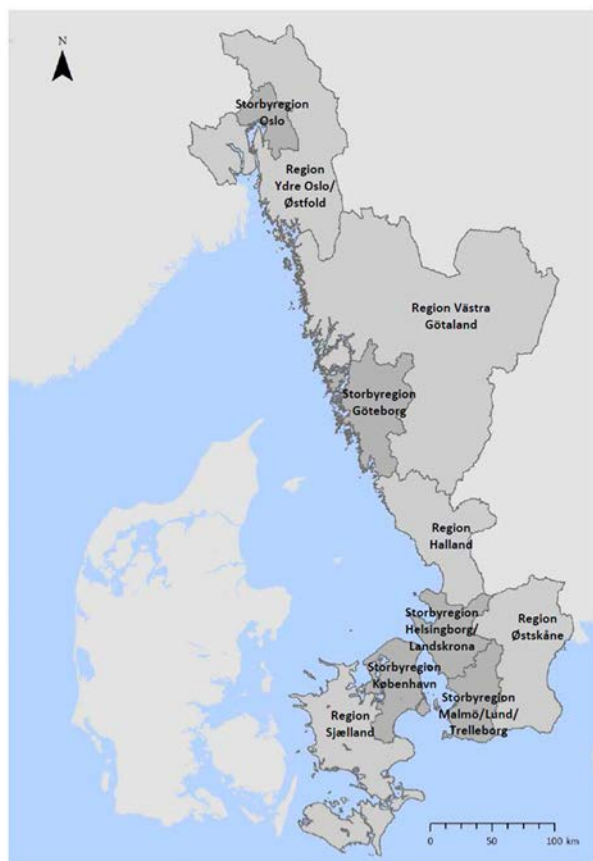 N
Storbyregion
Oslo
Region
Ydre Oslo/
Østfold
Region Västra
Götaland
Storbyregion
Göteborg
Region
Halland
Storbyregion
Helsingborg/
Landskrona
Region
Østskåne
Storbyregion
København
Storbyregion
Malmö/Lund/
Trelleborg
Region
Sjælland
0 50 100 km